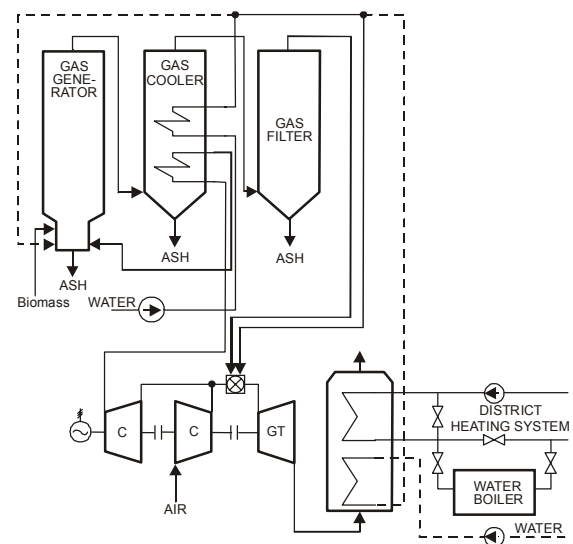 GAS
GENE-
RATOR
GAS
COOLER
GAS
FILTER
ASH
ASH
ASH
Biomass
WATER
C
C
GT
AIR
DISTRICT
HEATING SYSTEM
WATER
BOILER
WATER